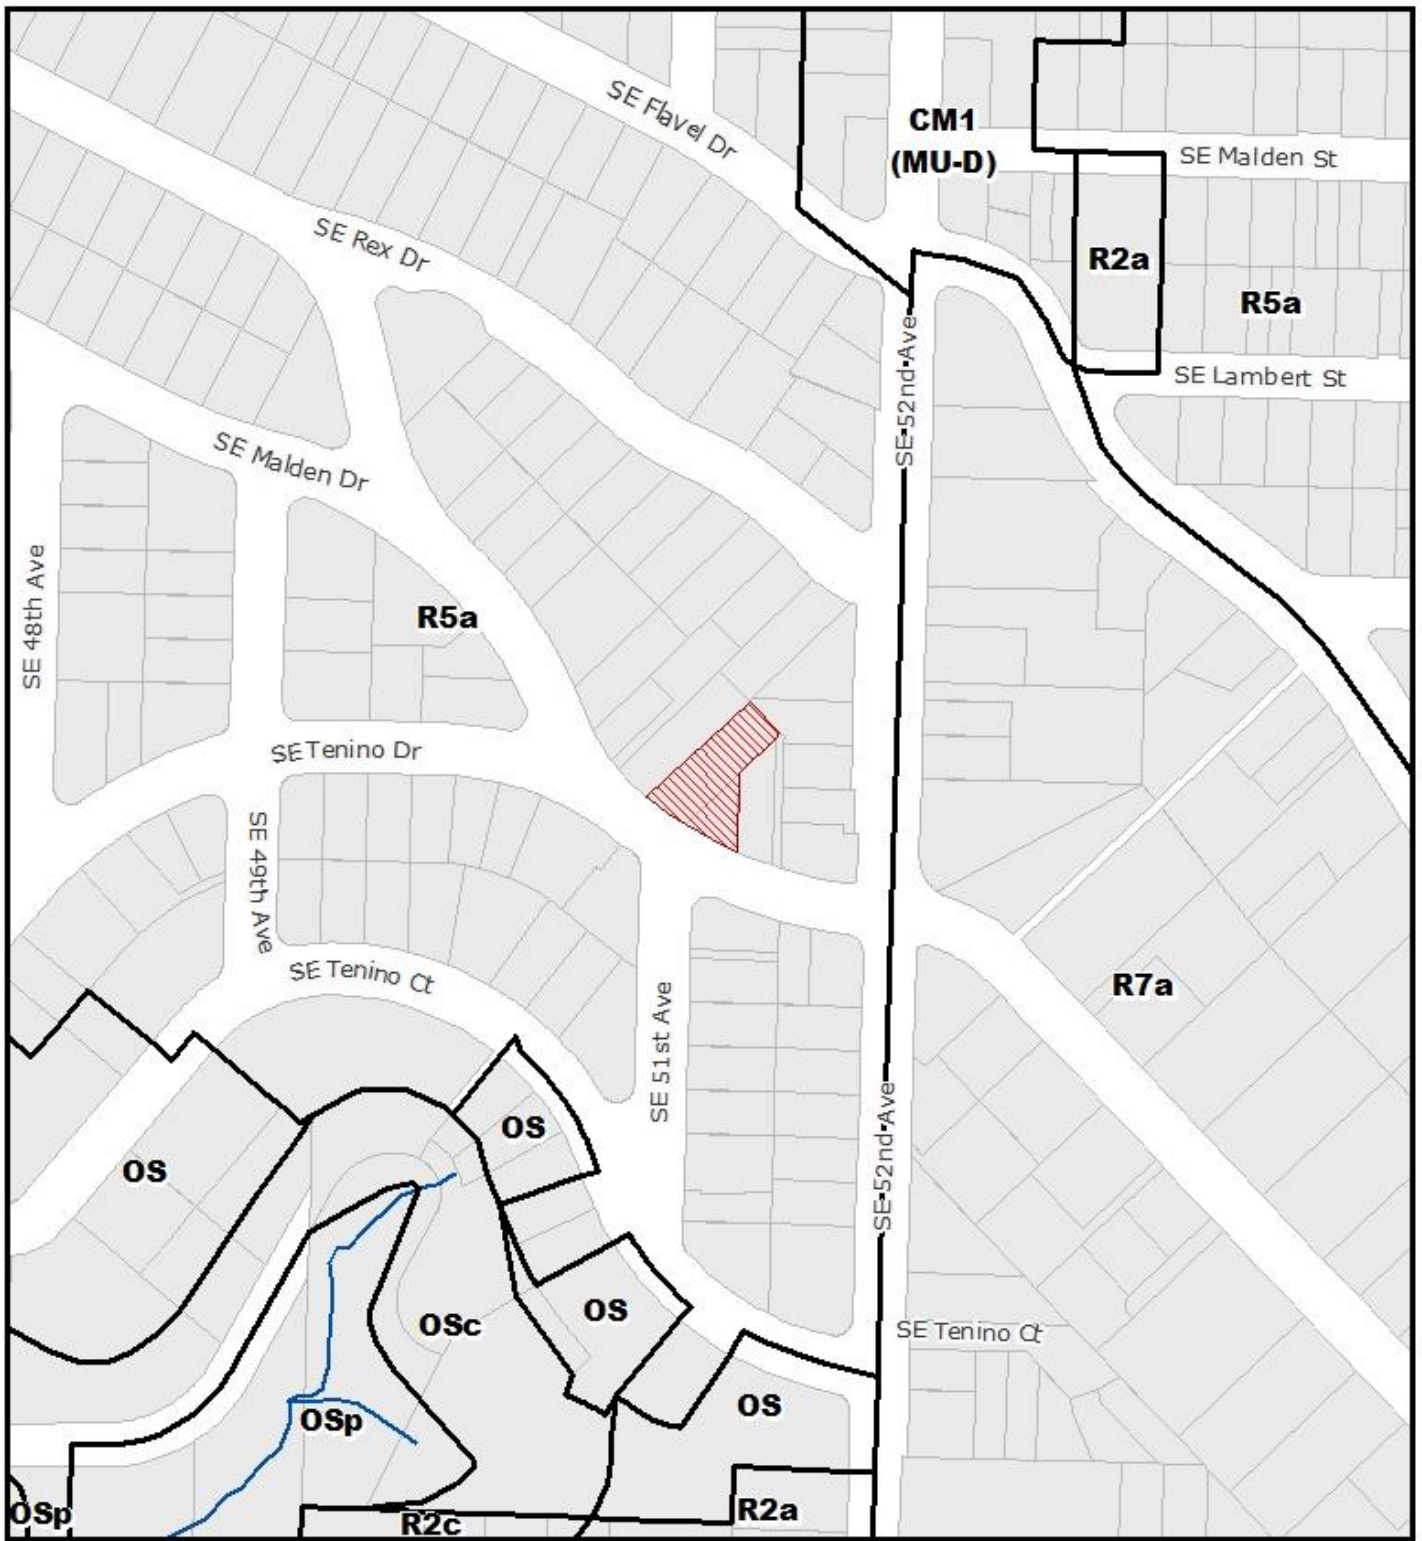 SE Flavel Dr
CM1
(MU-D)
SE Malden St
SE Rex Dr
R2a
R5a
SE 52nd Ave
SE Lambert St
SE Malden Dr
SE 48th Ave
R5a
SE Tenino Dr
SE 49th Ave
SE Tenino Ct
R7a
SE 51st Ave
OS
OS
SE 52nd Ave
OS
OSc
SE Tenino Ct
OS
OSp
OSp
R2a
R2c